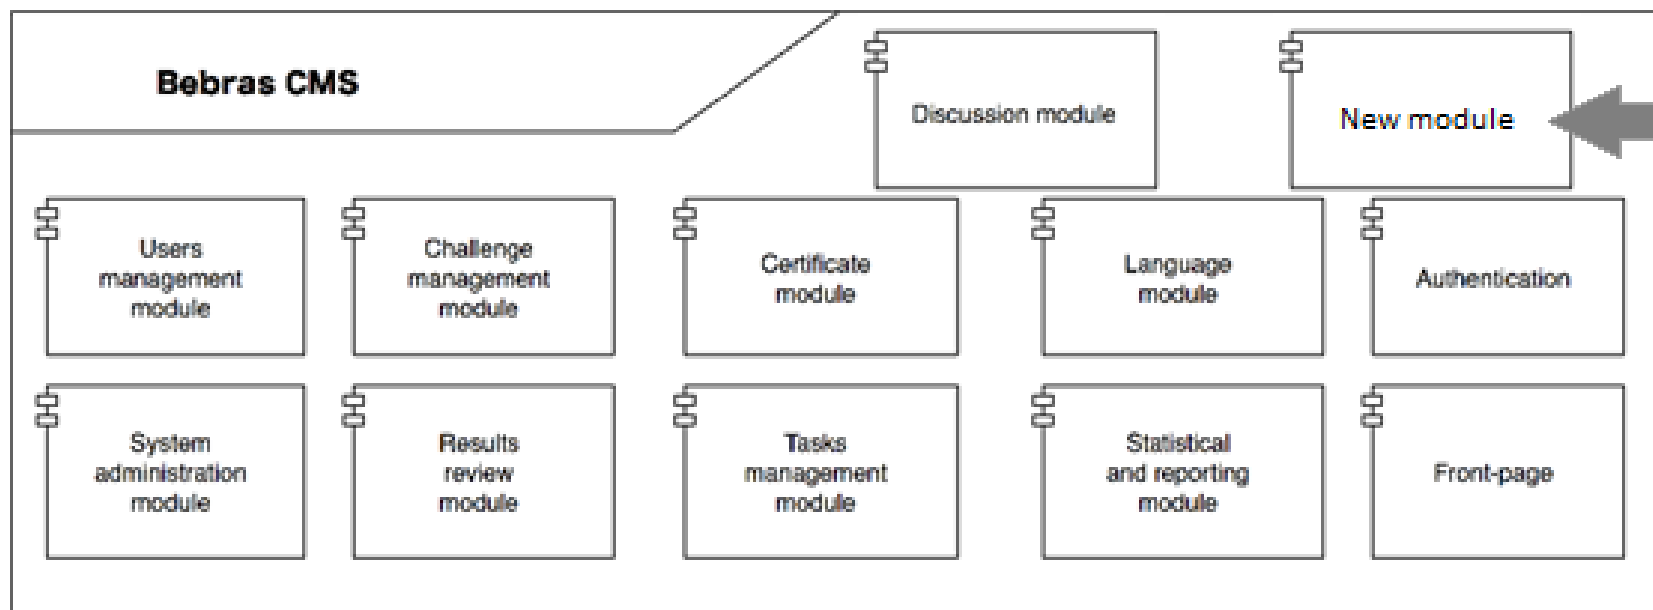 Bebras CMS
Discussion module
New module
Users
management
module
Challenge
management
module
Certificate
module
Language
module
Authentication
System
administration
module
Results
review
module
Tasks
management
module
Statistical
and reporting
module
Front-page